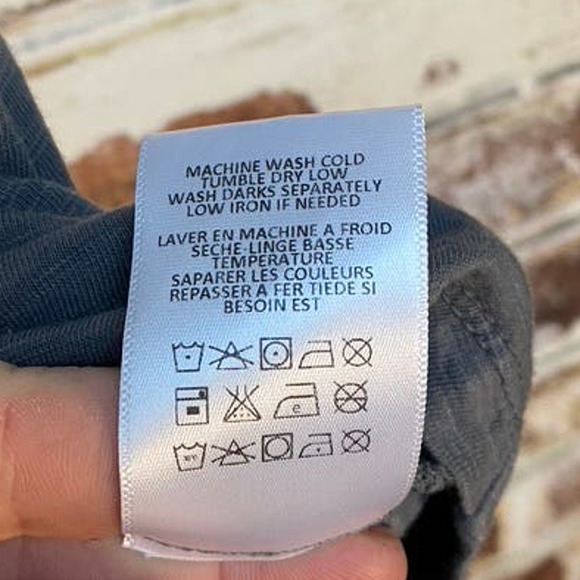 MACHINE WASH COLD
TUMBLE DRY LOW
WASH DARKS SEPARATELY
LOW IRON IF NEEDED
LAVER EN MACHINE A FROID
SECHE-LINGE BASSE
TEMPERATURE
SAPARER LES COULEURS
REPASSER A FER TIEDE SI
BESOIN EST
e